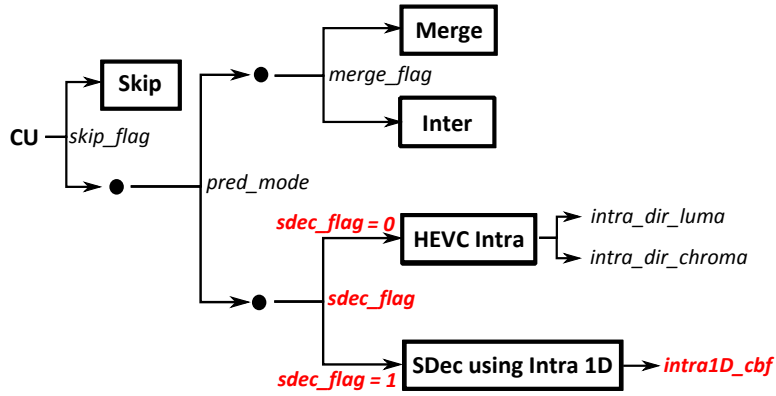 Merge
merge_flag
Skip
Inter
CU
skip_flag
pred_mode
sdec_flag = 0
HEVC Intra
intra_dir_luma
intra_dir_chroma
sdec_flag
sdec_flag = 1
SDec using Intra 1D
intra1D_cbf